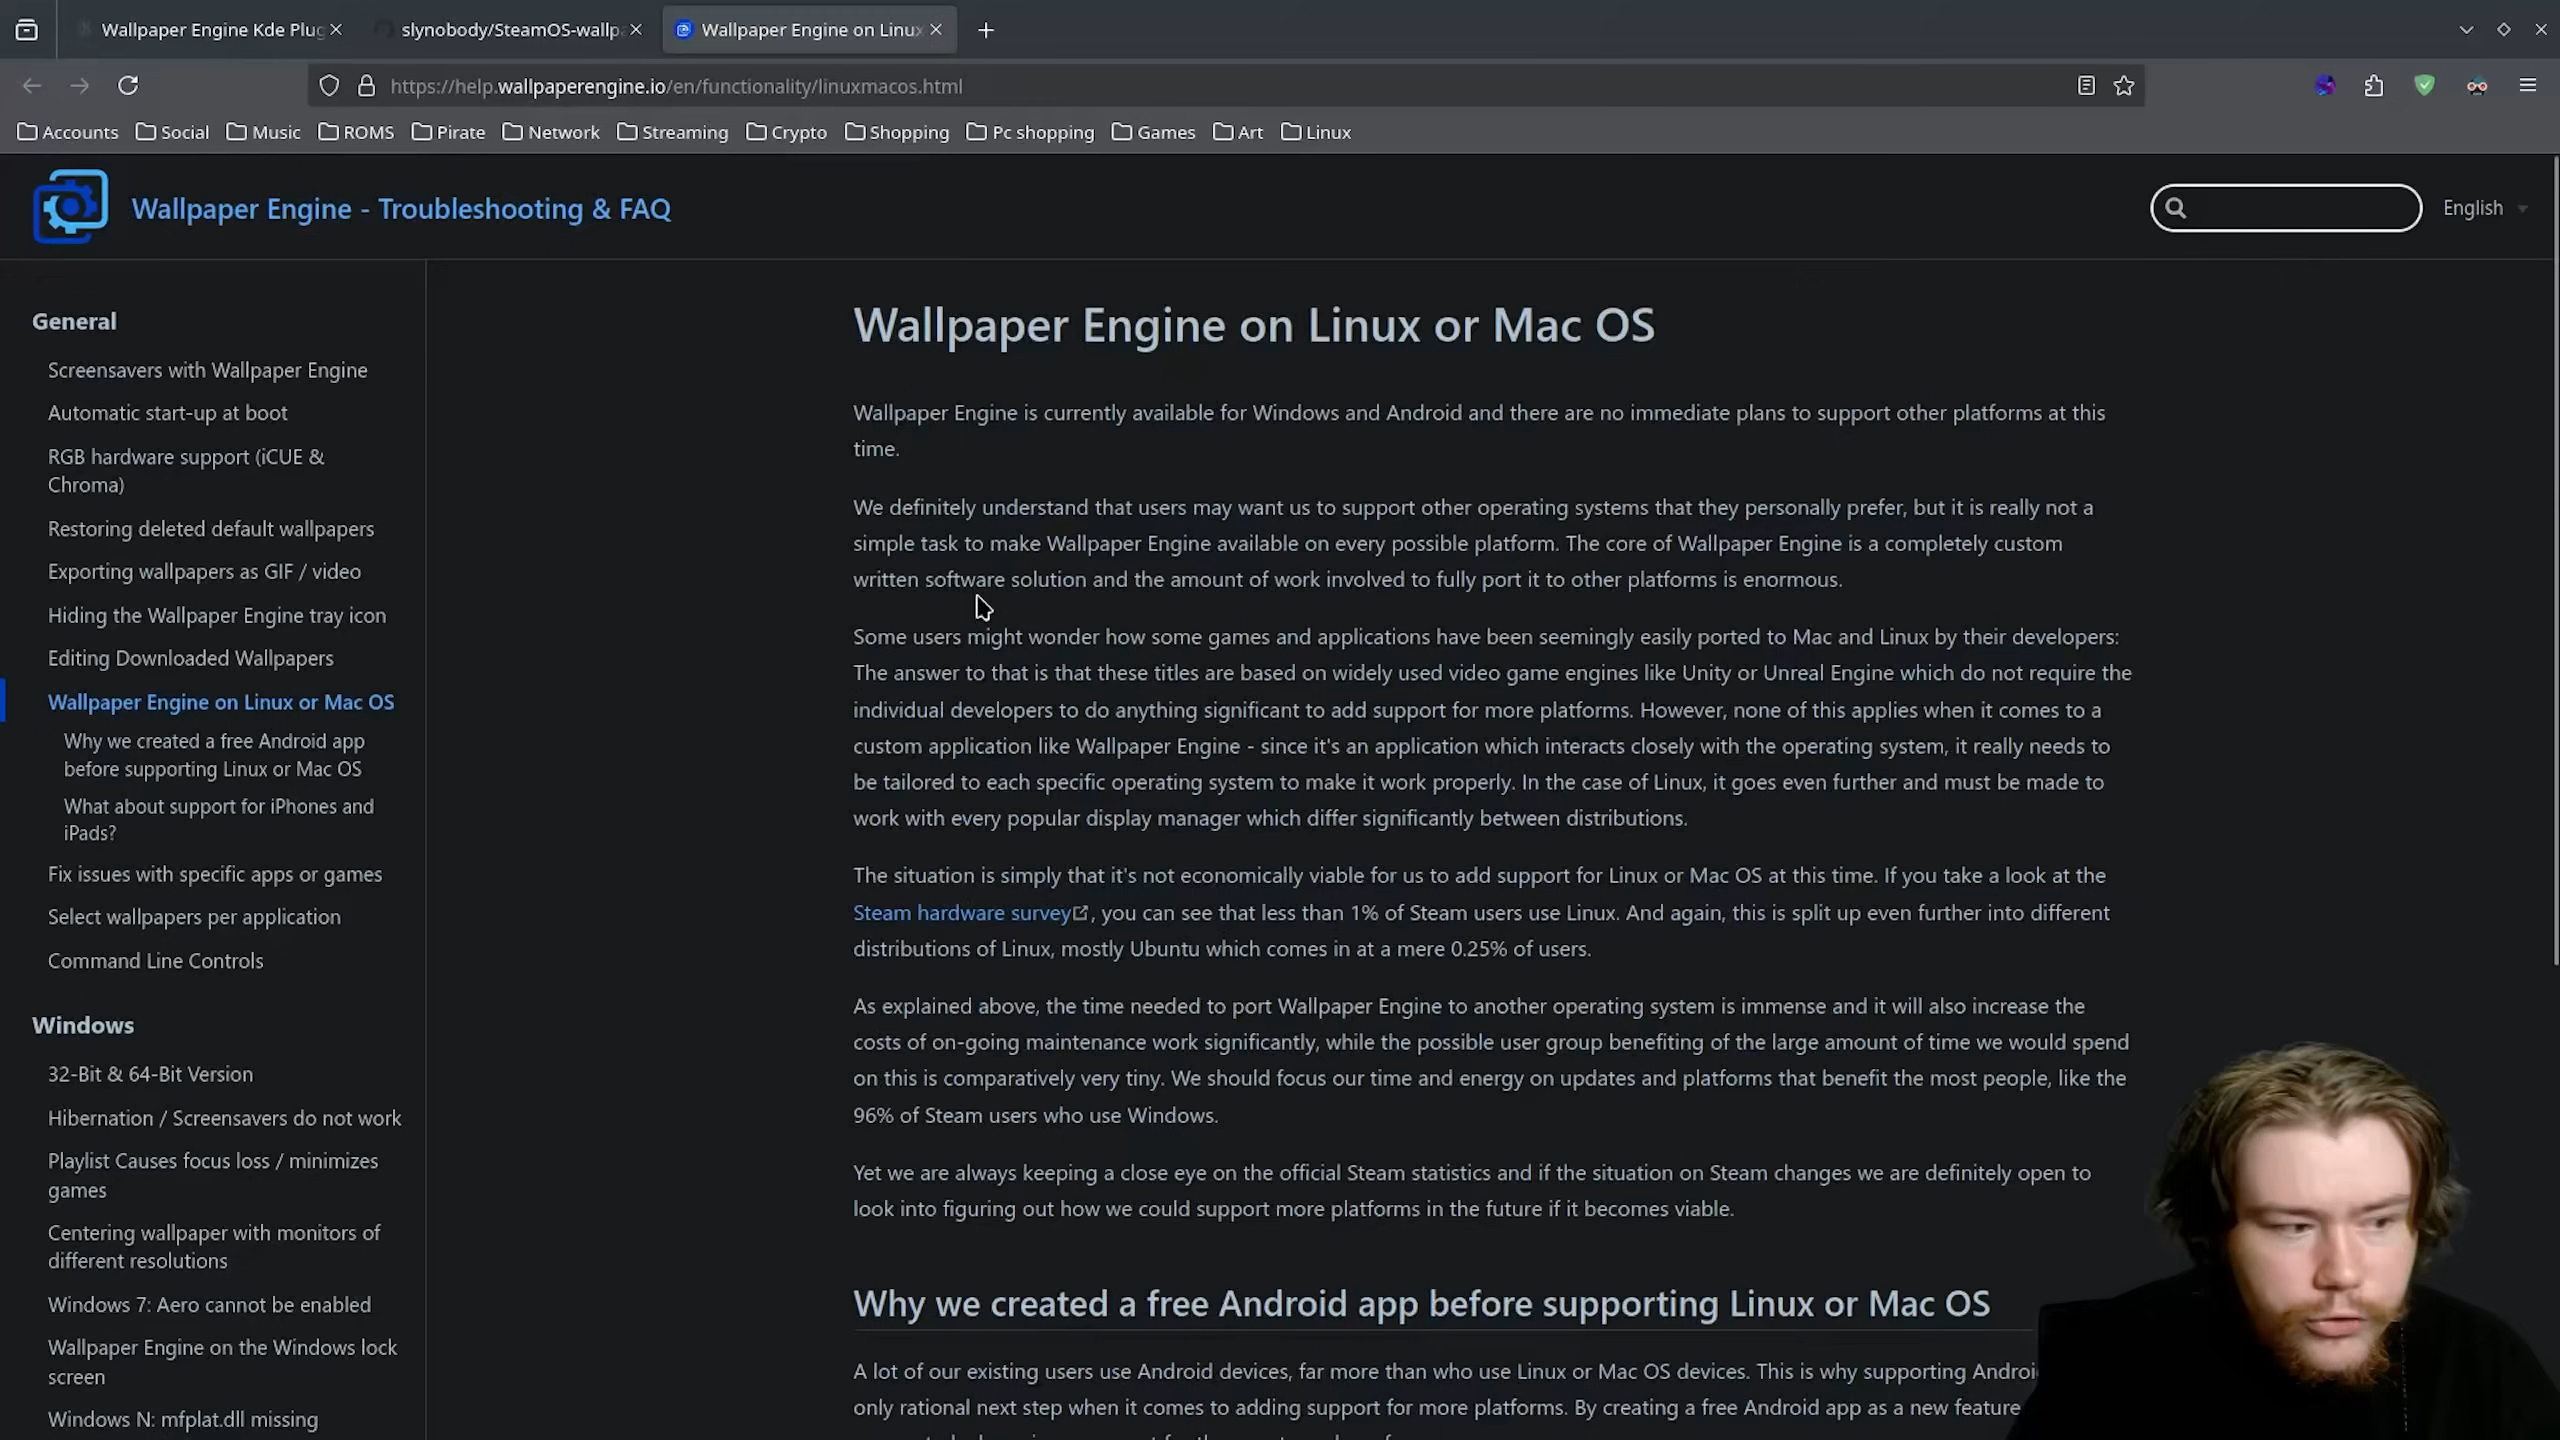 Wallpaper Engine Kde Plug
slynobody/SteamOS-wallp
Wallpaper Engine on Linux
https://help.wallpaperengine.io/en/functionality/linuxmacos.html
Accounts
Social
Music
ROMS
Pirate
Network
Streaming
Crypto
Shopping
Pc shopping
Games
Art
Linux
Wallpaper Engine - Troubleshooting & FAQ
English
General
Screensavers with Wallpaper Engine
Automatic start-up at boot
RGB hardware support (iCUE &
Chroma)
Restoring deleted default wallpapers
Exporting wallpapers as GIF / video
Hiding the Wallpaper Engine tray icon
Editing Downloaded Wallpapers
Wallpaper Engine on Linux or Mac OS
Why we created a free Android app
before supporting Linux or Mac OS
What about support for iPhones and
iPads?
Fix issues with specific apps or games
Select wallpapers per application
Command Line Controls
Windows
32-Bit & 64-Bit Version
Hibernation / Screensavers do not work
Playlist Causes focus loss / minimizes
games
Centering wallpaper with monitors of
different resolutions
Windows 7: Aero cannot be enabled
Wallpaper Engine on the Windows lock
screen
Windows N: mfplat.dll missing
Wallpaper Engine on Linux or Mac OS
Wallpaper Engine is currently available for Windows and Android and there are no immediate plans to support other platforms at this
time.
We definitely understand that users may want us to support other operating systems that they personally prefer, but it is really not a
simple task to make Wallpaper Engine available on every possible platform. The core of Wallpaper Engine is a completely custom
written software solution and the amount of work involved to fully port it to other platforms is enormous.
Some users might wonder how some games and applications have been seemingly easily ported to Mac and Linux by their developers:
The answer to that is that these titles are based on widely used video game engines like Unity or Unreal Engine which do not require the
individual developers to do anything significant to add support for more platforms. However, none of this applies when it comes to a
custom application like Wallpaper Engine - since it's an application which interacts closely with the operating system, it really needs to
be tailored to each specific operating system to make it work properly. In the case of Linux, it goes even further and must be made to
work with every popular display manager which differ significantly between distributions.
The situation is simply that it's not economically viable for us to add support for Linux or Mac OS at this time. If you take a look at the
Steam hardware survey, you can see that less than 1% of Steam users use Linux. And again, this is split up even further into different
distributions of Linux, mostly Ubuntu which comes in at a mere 0.25% of users.
As explained above, the time needed to port Wallpaper Engine to another operating system is immense and it will also increase the
costs of on-going maintenance work significantly, while the possible user group benefiting of the large amount of time we would spend
on this is comparatively very tiny. We should focus our time and energy on updates and platforms that benefit the most people, like the
96% of Steam users who use Windows.
Yet we are always keeping a close eye on the official Steam statistics and if the situation on Steam changes we are definitely open to
look into figuring out how we could support more platforms in the future if it becomes viable.
Why we created a free Android app before supporting Linux or Mac OS
A lot of our existing users use Android devices, far more than who use Linux or Mac OS devices. This is why supporting Androi
only rational next step when it comes to adding support for more platforms. By creating a free Android app as a new feature